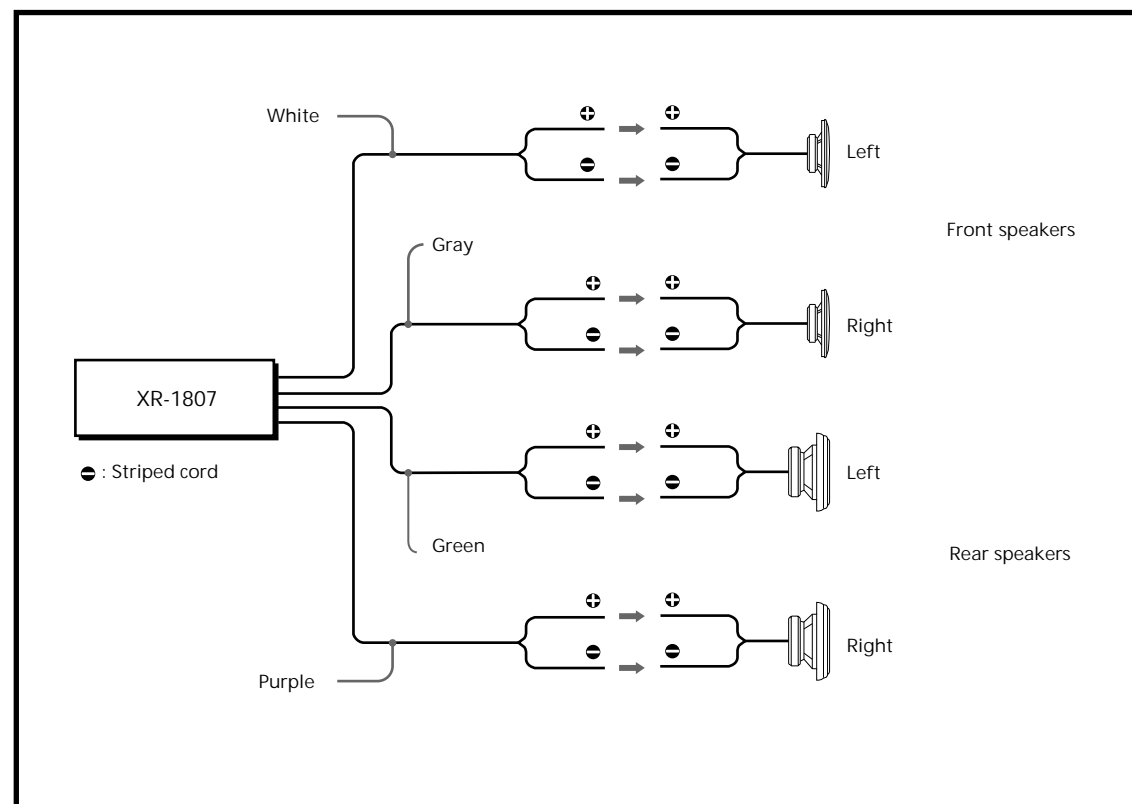 White
Left
Front speakers
Gray
Right
XR-1807
⊖ : Striped cord
Left
Green
Rear speakers
Right
Purple